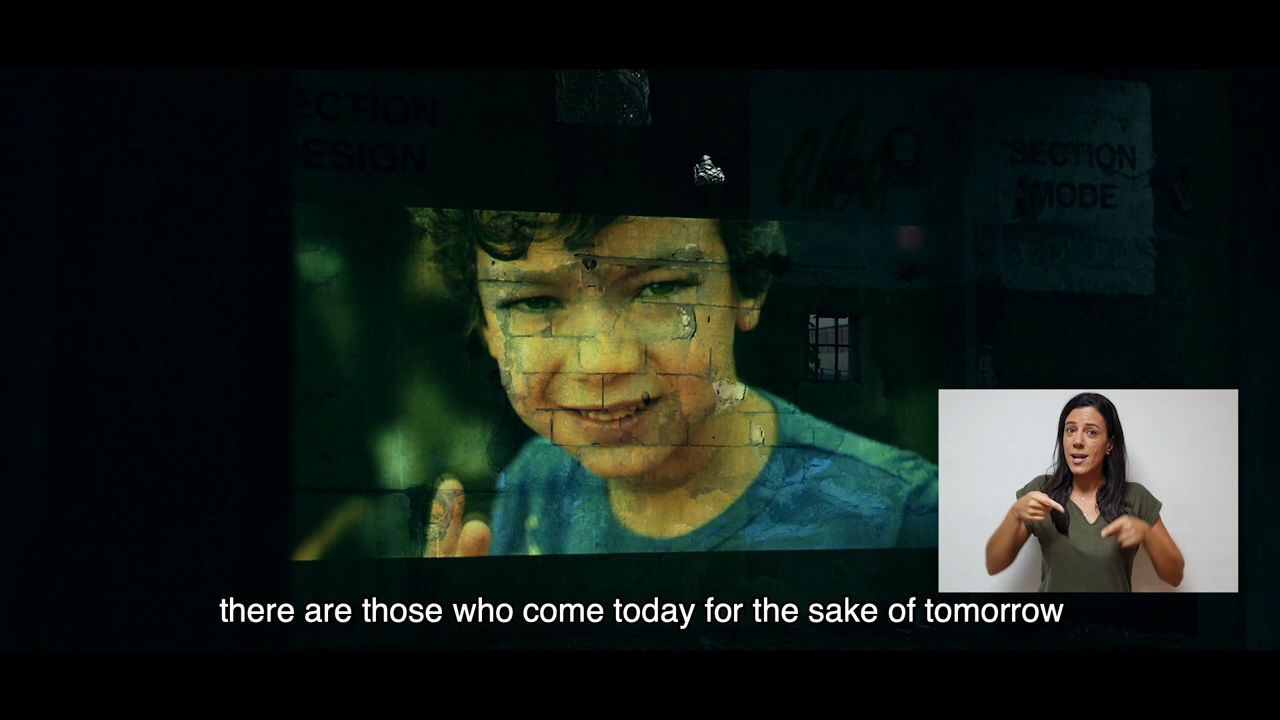 ECTION
ESIGN
SECTION
MODE
there are those who come today for the sake of tomorrow